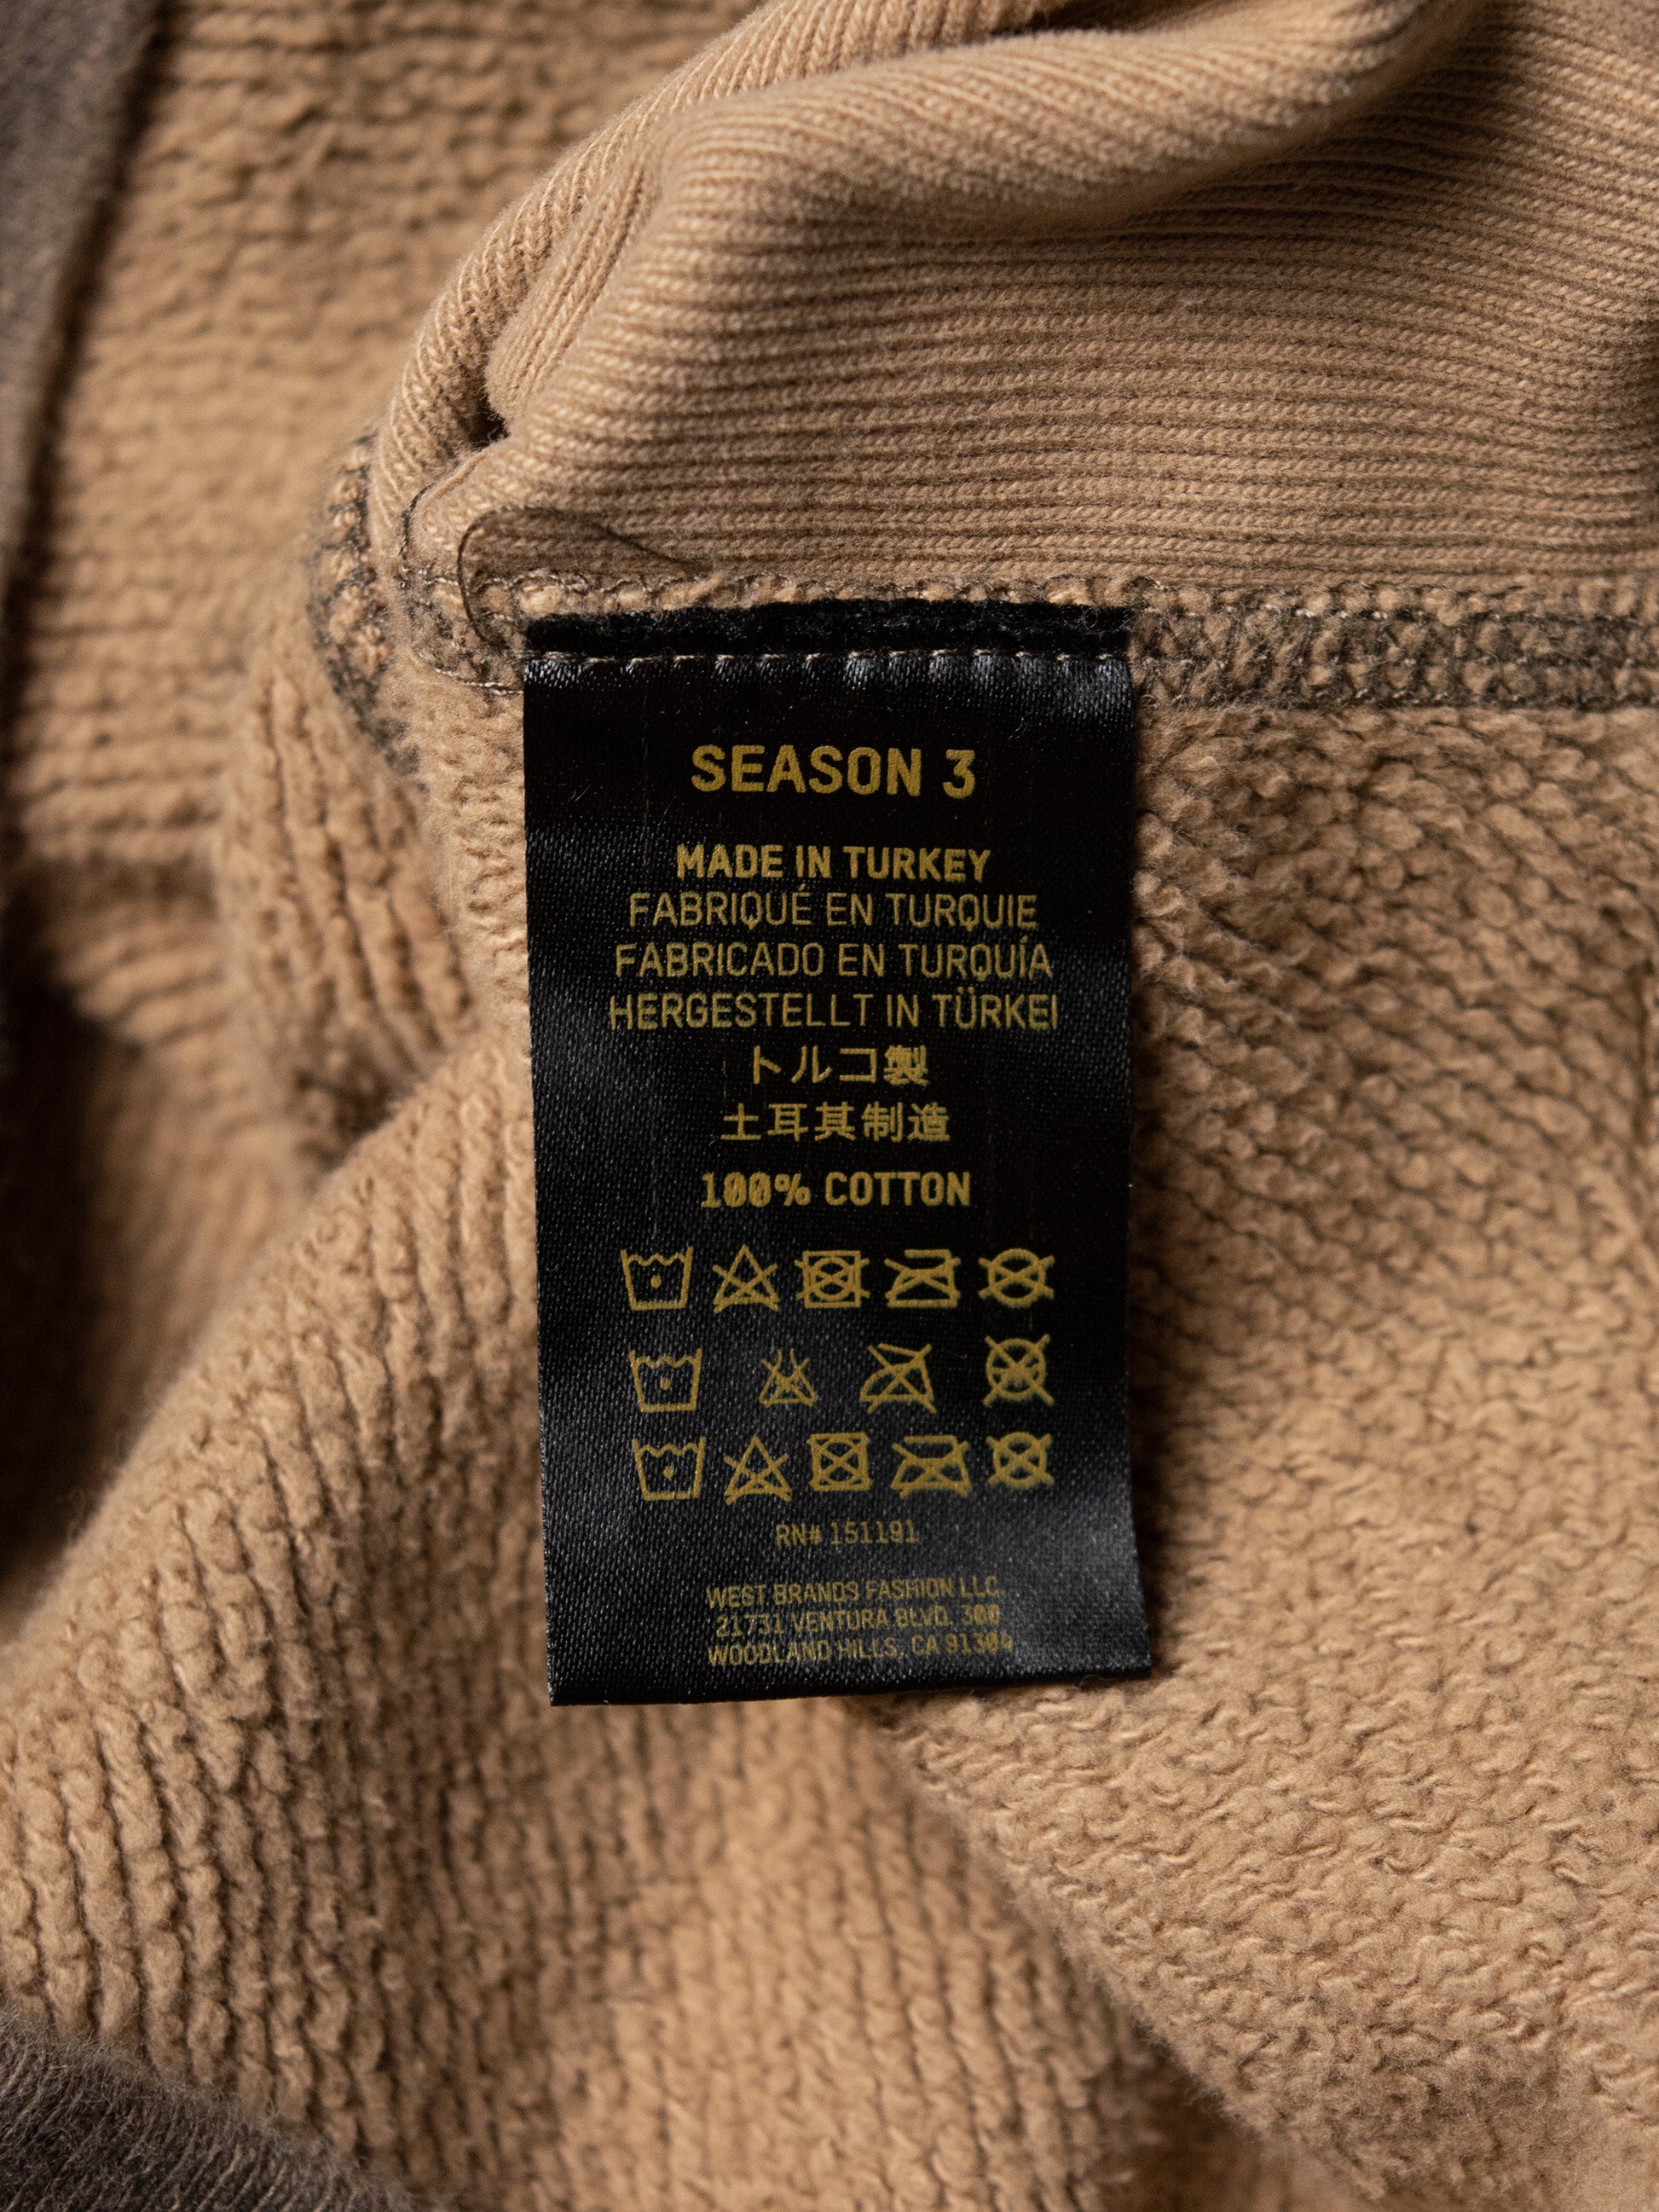 SEASON 3
MADE IN TURKEY
FABRIQUÉ EN TURQUIE
FABRICADO EN TURQUÍA
HERGESTELLT IN TÜRKEI
トルコ製
土耳其制造
100% COTTON
RN# 151191
WEST BRANDS FASHION LLC.
21731 VENTURA BLVD. 300
WOODLAND HILLS, CA 91304